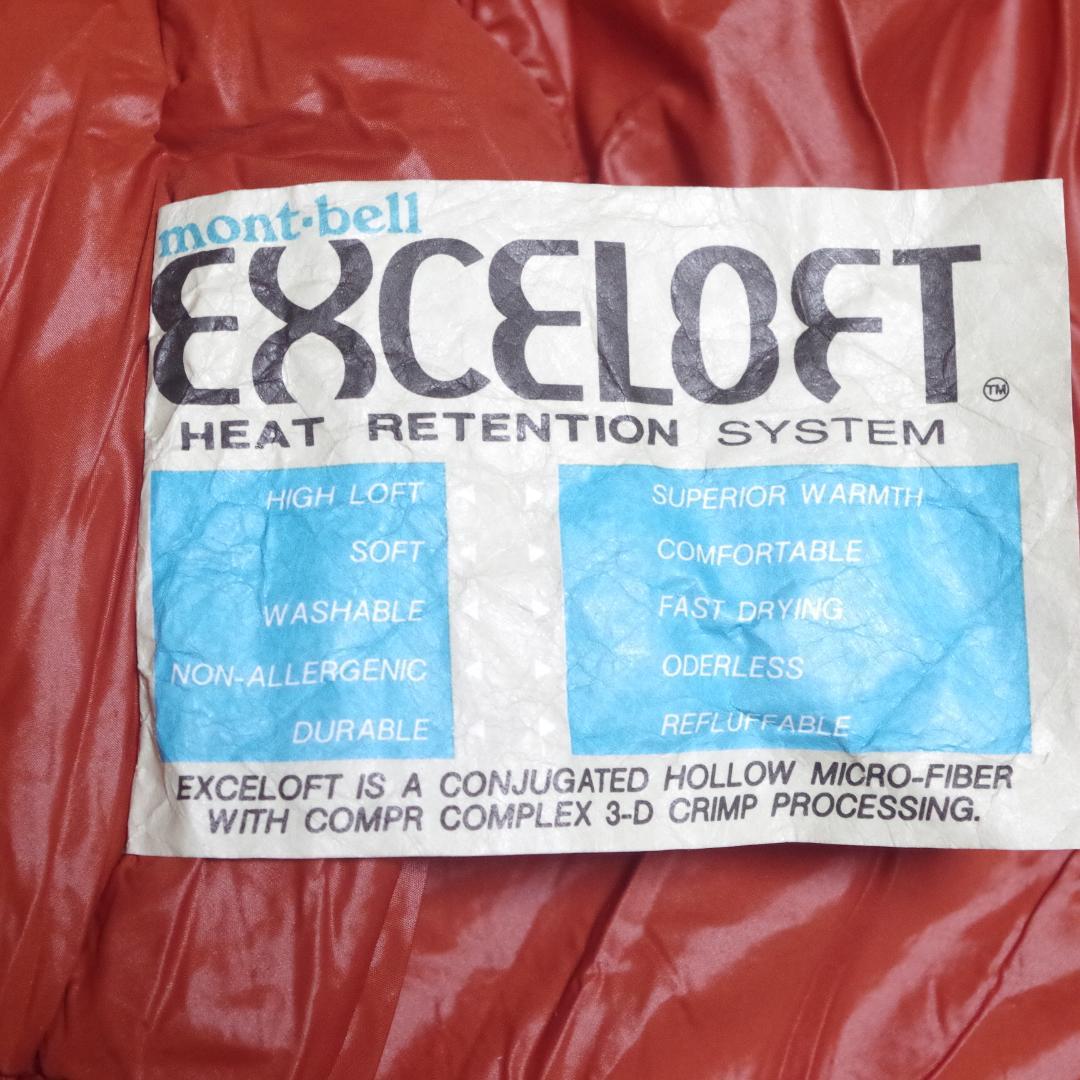 mont·bell
EXCELOFT TM
HEAT RETENTION SYSTEM
HIGH LOFT SUPERIOR WARMTH
SOFT COMFORTABLE
WASHABLE FAST DRYING
NON-ALLERGENIC ODERLESS
DURABLE REFLUFFABLE
EXCELOFT IS A CONJUGATED HOLLOW MICRO-FIBER
WITH COMPR COMPLEX 3-D CRIMP PROCESSING.